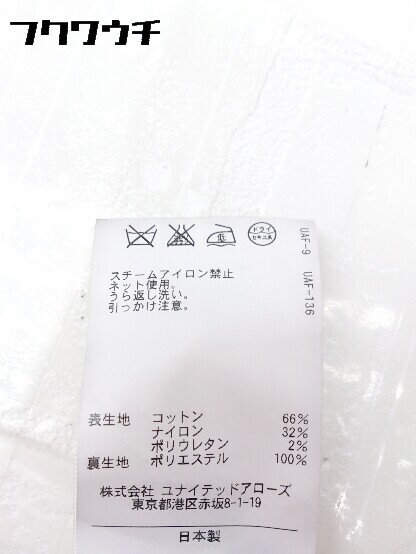 フクワウチ
低
ドライ
セキユ系
UAF-9 UAF-136
スチームアイロン禁止
ネット使用。
うら返し洗い。
引っかけ注意。
表生地 コットン 66%
ナイロン 32%
ポリウレタン 2%
裏生地 ポリエステル 100%
株式会社 ユナイテッドアローズ
東京都港区赤坂8-1-19
日本製